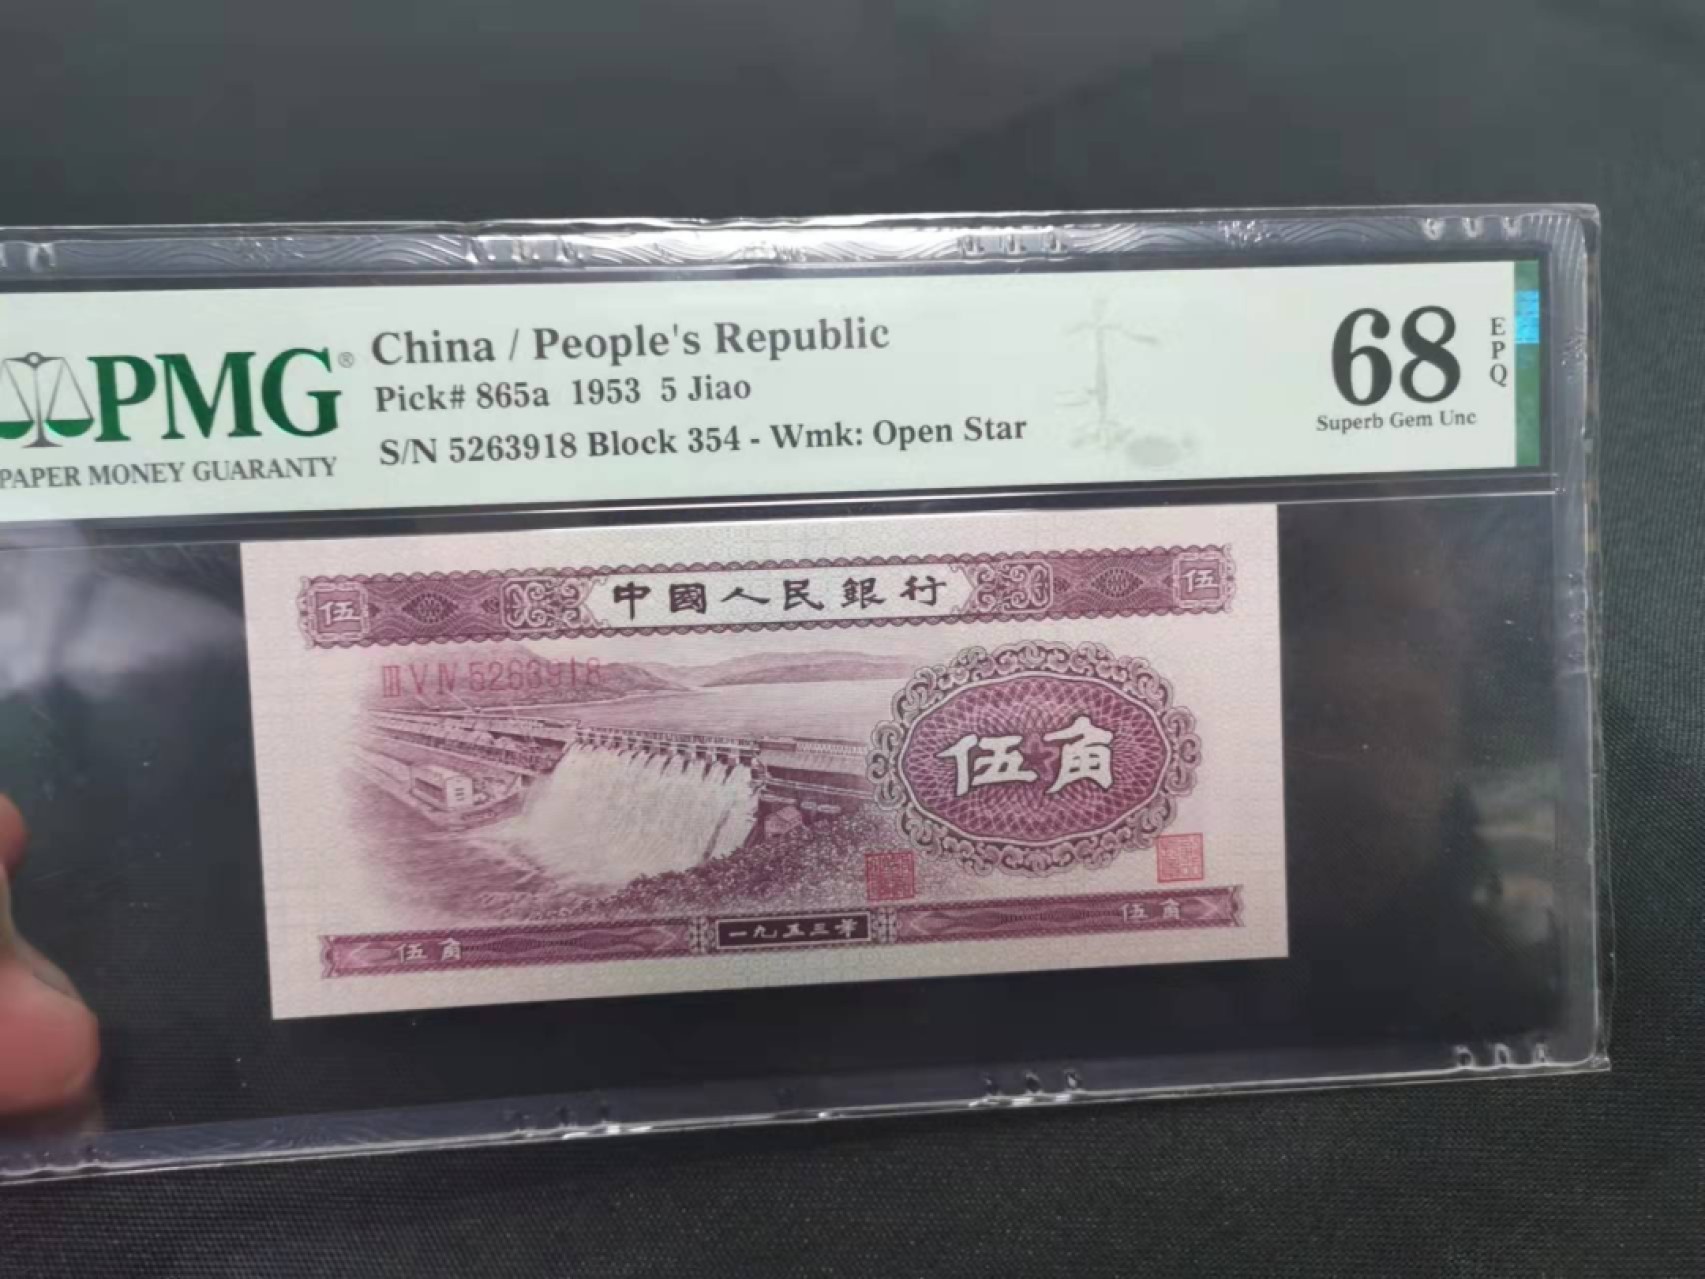 PMG®
PAPER MONEY GUARANTY
China / People's Republic
Pick# 865a 1953 5 Jiao
S/N 5263918 Block 354 - Wmk: Open Star
68
EPQ
Superb Gem Unc
伍 中國人民銀行 伍
III V IV 5263918
伍角
伍角 一九五三年 伍角